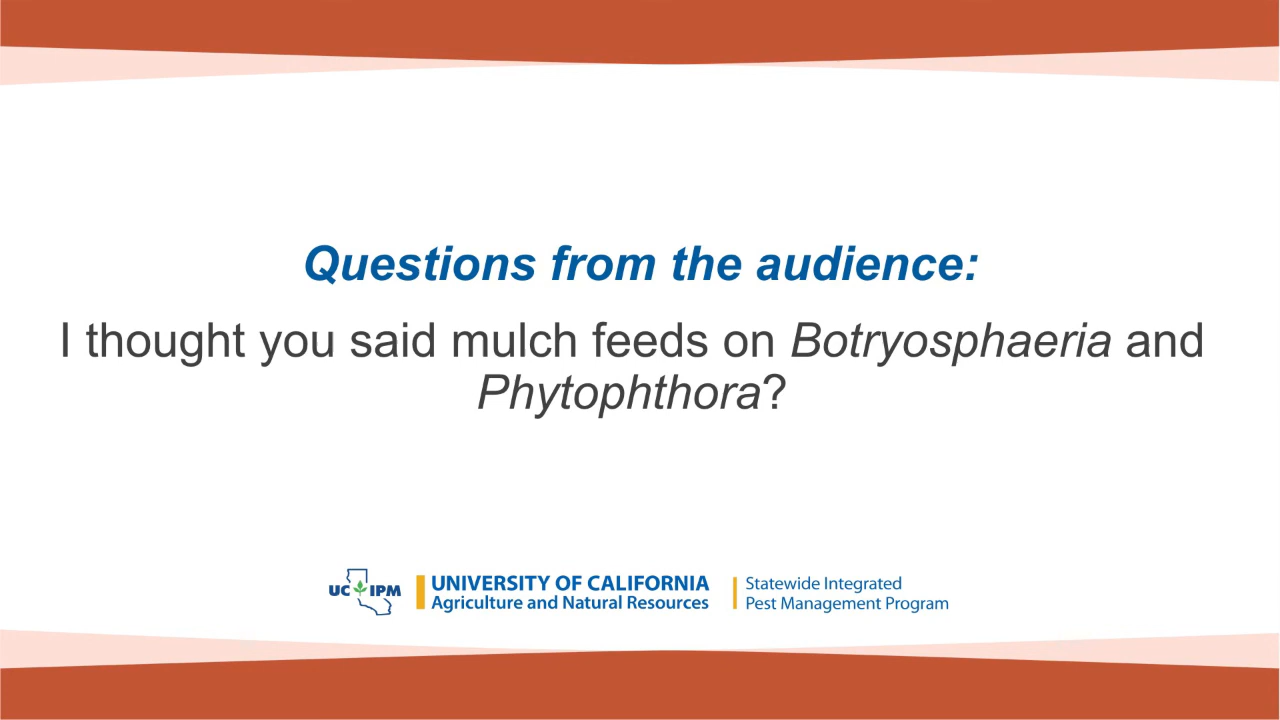 Questions from the audience:
I thought you said mulch feeds on Botryosphaeria and
Phytophthora?
UC IPM
UNIVERSITY OF CALIFORNIA
Agriculture and Natural Resources
Statewide Integrated
Pest Management Program